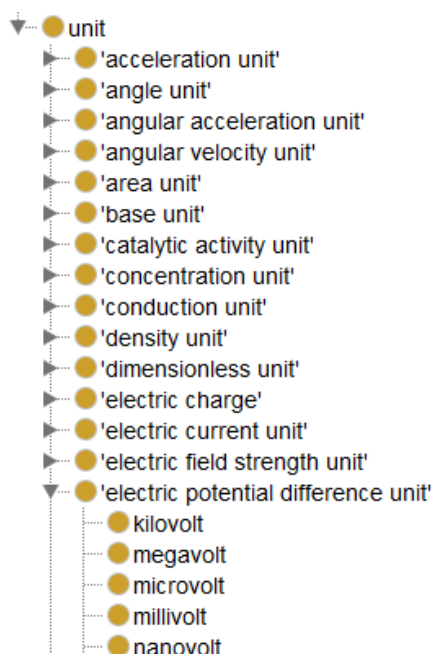 unit
'acceleration unit'
'angle unit'
'angular acceleration unit'
'angular velocity unit'
'area unit'
'base unit'
'catalytic activity unit'
'concentration unit'
'conduction unit'
'density unit'
'dimensionless unit'
'electric charge'
'electric current unit'
'electric field strength unit'
'electric potential difference unit'
kilovolt
megavolt
microvolt
millivolt
nanovolt